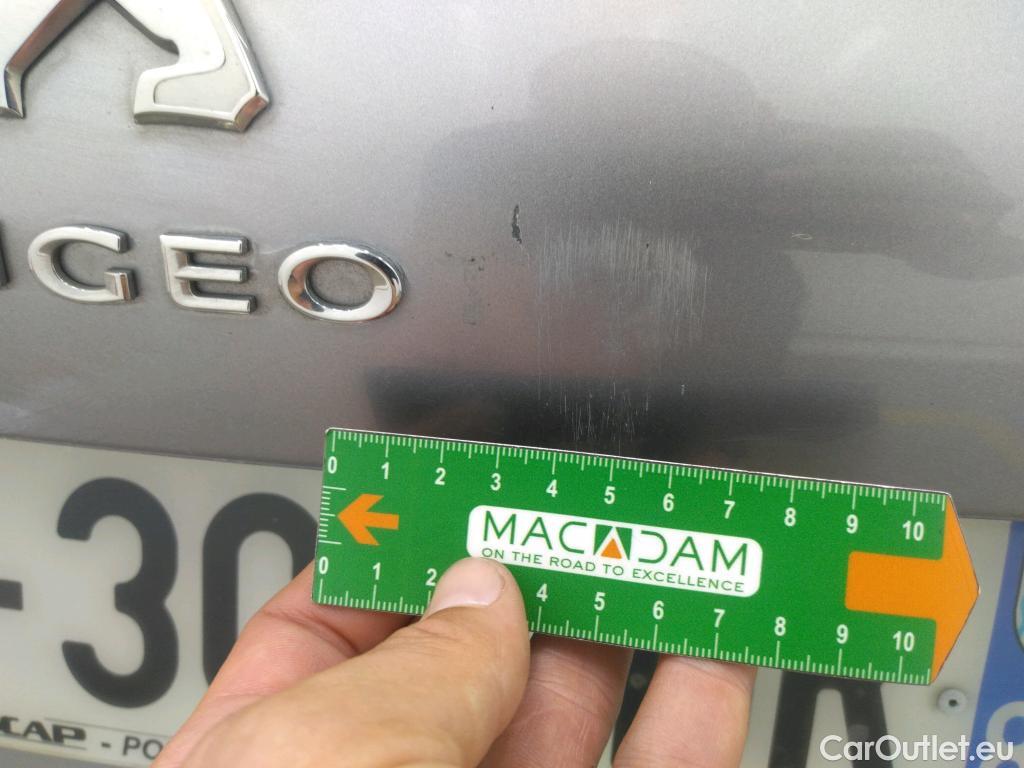 GEO
0 1 2 3 4 5 6 7 8 9 10
MACADAM
ON THE ROAD TO EXCELLENCE
0 1 2 4 5 6 7 8 9 10
-30
CAP - PO
CarOutlet.eu